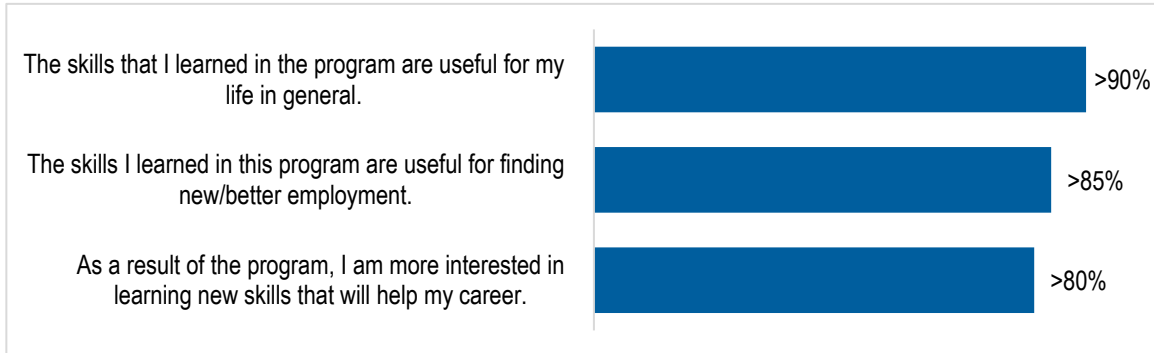 The skills that I learned in the program are useful for my
life in general.
>90%
The skills I learned in this program are useful for finding
new/better employment.
>85%
As a result of the program, I am more interested in
learning new skills that will help my career.
>80%